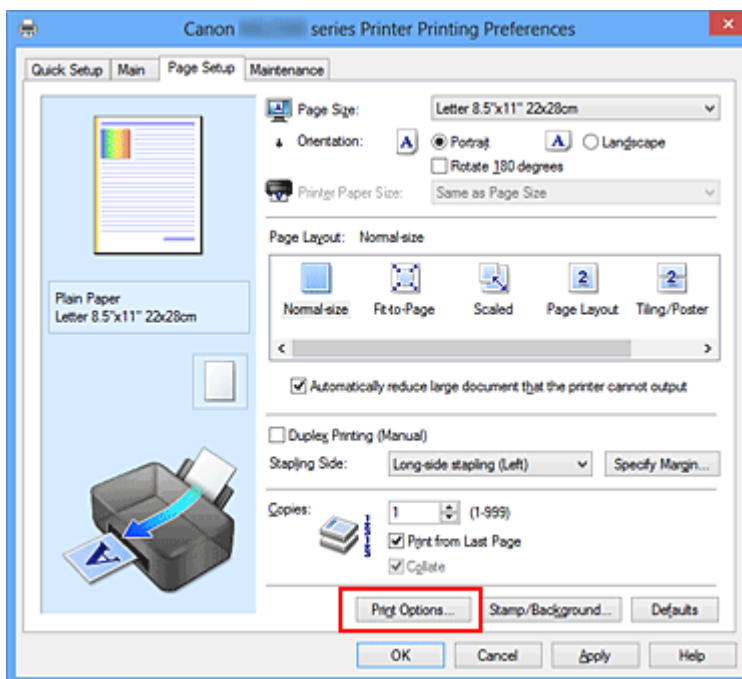 Canon series Printer Printing Preferences
Quick Setup Main Page Setup Maintenance
Page Size: Letter 8.5"x11" 22x28cm
Orientation: A Portrait A Landscape
Rotate 180 degrees
Printer Paper Size: Same as Page Size
Page Layout: Normal-size
Normal-size Fit-to-Page Scaled Page Layout Tiling/Poster
Plain Paper
Letter 8.5"x11" 22x28cm
Automatically reduce large document that the printer cannot output
Duplex Printing (Manual)
Stapling Side: Long-side stapling (Left) Specify Margin...
Copies: 1 (1-999)
Print from Last Page
Collate
Print Options... Stamp/Background... Defaults
OK Cancel Apply Help